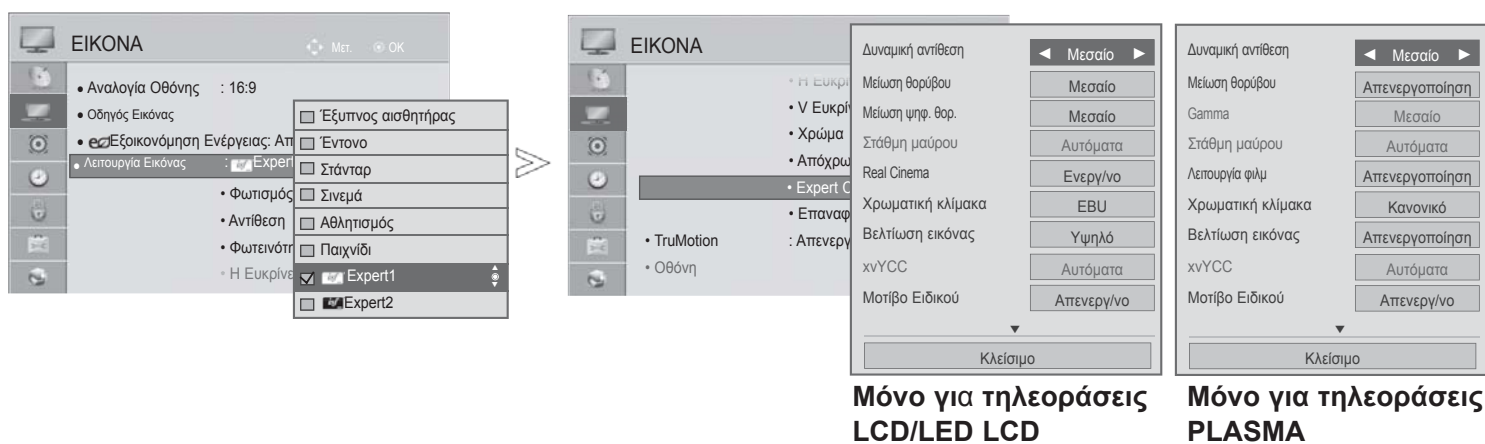 ΕΙΚΟΝΑ
Μετ. OK
• Αναλογία Οθόνης : 16:9
• Οδηγός Εικόνας
• Εξοικονόμηση Ενέργειας: Απ
• Λειτουργία Εικόνας : Expert
• Φωτισμός
• Αντίθεση
• Φωτεινότη
• Η Ευκρίνε
Έξυπνος αισθητήρας
Έντονο
Στάνταρ
Σινεμά
Αθλητισμός
Παιχνίδι
Expert1
Expert2
ΕΙΚΟΝΑ
• Η Ευκρί
• V Ευκρίν
• Χρώμα
• Απόχρω
• Expert C
• Επαναφ
• TruMotion : Απενεργ
• Οθόνη
Δυναμική αντίθεση ◄ Μεσαίο ►
Μείωση θορύβου Μεσαίο
Μείωση ψηφ. θορ. Μεσαίο
Στάθμη μαύρου Αυτόματα
Real Cinema Ενεργ/νο
Χρωματική κλίμακα EBU
Βελτίωση εικόνας Υψηλό
xvYCC Αυτόματα
Μοτίβο Ειδικού Απενεργ/νο
▼
Κλείσιμο
Μόνο για τηλεοράσεις
LCD/LED LCD
Δυναμική αντίθεση ◄ Μεσαίο ►
Μείωση θορύβου Απενεργοποίηση
Gamma Μεσαίο
Στάθμη μαύρου Αυτόματα
Λειτουργία φιλμ Απενεργοποίηση
Χρωματική κλίμακα Κανονικό
Βελτίωση εικόνας Απενεργοποίηση
xvYCC Αυτόματα
Μοτίβο Ειδικού Απενεργ/νο
▼
Κλείσιμο
Μόνο για τηλεοράσεις
PLASMA